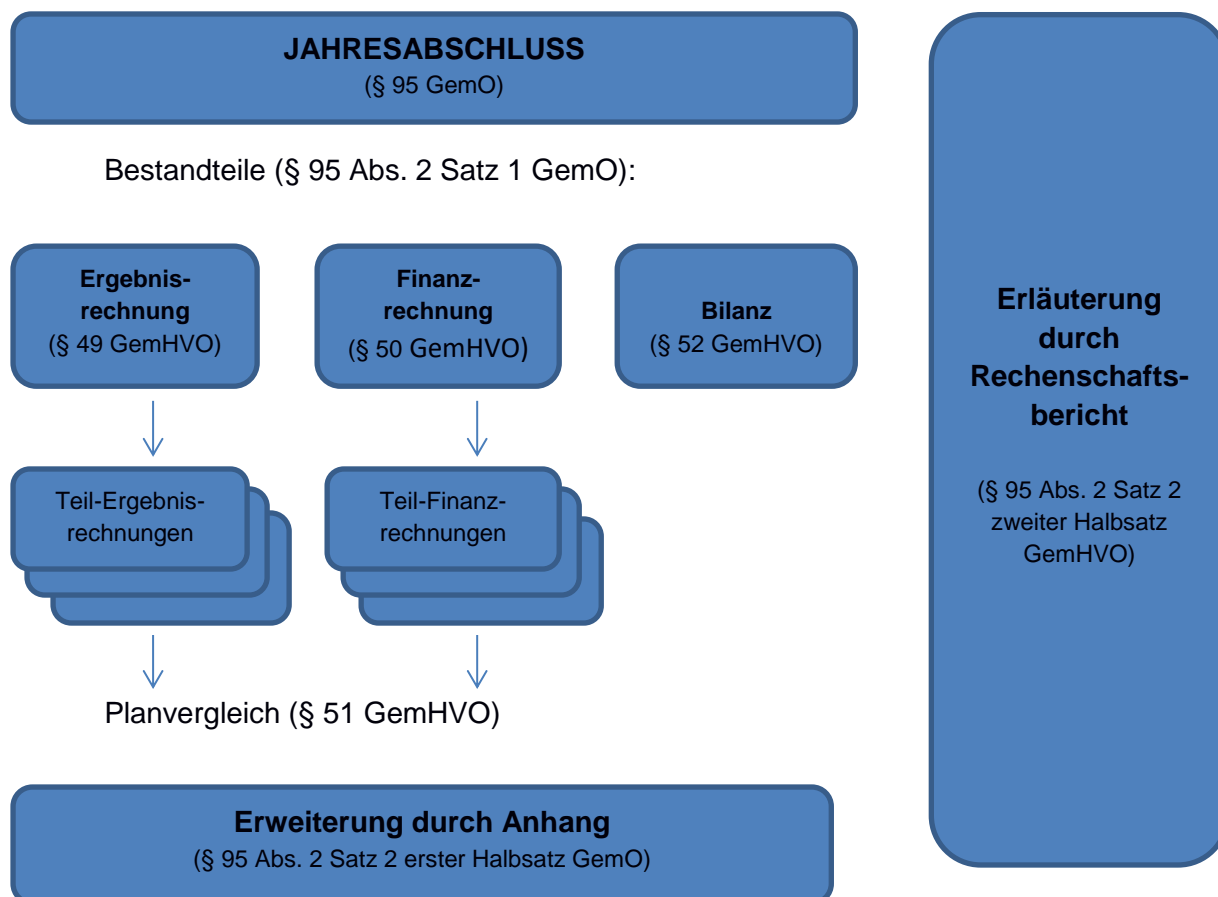 JAHRESABSCHLUSS
(§ 95 GemO)
Bestandteile (§ 95 Abs. 2 Satz 1 GemO):
Ergebnis-
rechnung
(§ 49 GemHVO)
Finanz-
rechnung
(§ 50 GemHVO)
Bilanz
(§ 52 GemHVO)
Teil-Ergebnis-
rechnungen
Teil-Finanz-
rechnungen
Planvergleich (§ 51 GemHVO)
Erweiterung durch Anhang
(§ 95 Abs. 2 Satz 2 erster Halbsatz GemO)
Erläuterung
durch
Rechenschafts-
bericht
(§ 95 Abs. 2 Satz 2
zweiter Halbsatz
GemHVO)